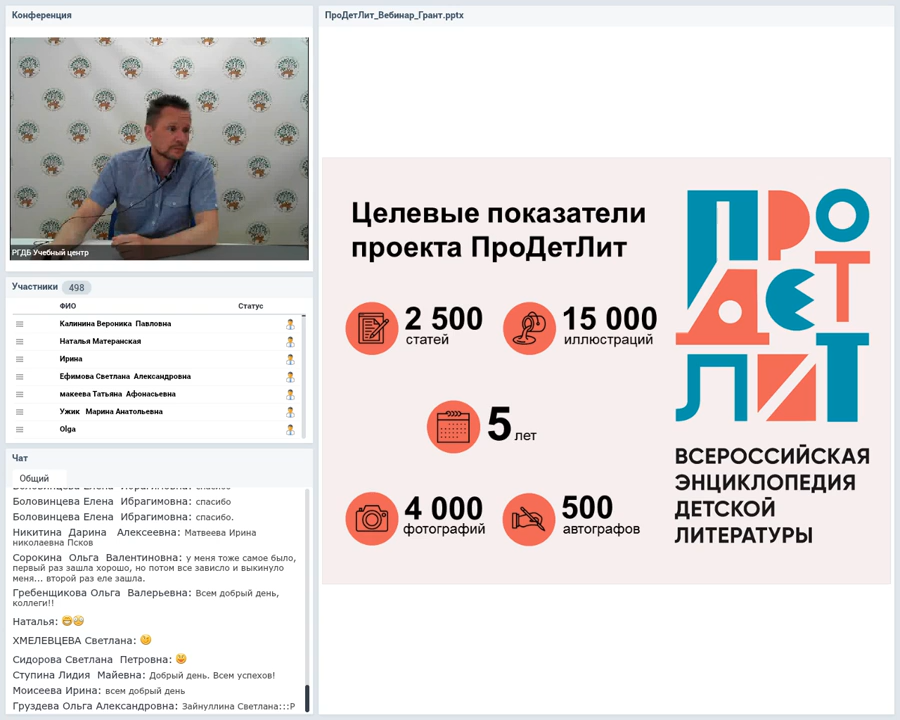 Конференция
РГДБ Учебный центр
Участники 498
ФИО Статус
Калинина Вероника Павловна
Наталья Матеранская
Ирина
Ефимова Светлана Александровна
макеева Татьяна Афонасьевна
Ужик Марина Анатольевна
Olga
Чат
Общий
Боловинцева Елена Ибрагимовна: спасибо
Боловинцева Елена Ибрагимовна: спасибо
Боловинцева Елена Ибрагимовна: спасибо.
Никитина Дарина Алексеевна: Матвеева Ирина
николаевна Псков
Сорокина Ольга Валентиновна: у меня тоже самое было,
первый раз зашла хорошо, но потом все зависло и выкинуло
меня... второй раз еле зашла.
Гребенщикова Ольга Валерьевна: Всем добрый день,
коллеги!!
Наталья:
ХМЕЛЕВЦЕВА Светлана:
Сидорова Светлана Петровна:
Ступина Лидия Майевна: Добрый день. Всем успехов!
Моисеева Ирина: всем добрый день
Груздева Ольга Александровна: Зайнуллина Светлана:::Р
ПроДетЛит_Вебинар_Грант.pptx
Целевые показатели
проекта ПроДетЛит
2 500
статей
15 000
иллюстраций
5 лет
4 000
фотографий
500
автографов
ПРО
ДЕТ
ЛИТ
ВСЕРОССИЙСКАЯ
ЭНЦИКЛОПЕДИЯ
ДЕТСКОЙ
ЛИТЕРАТУРЫ